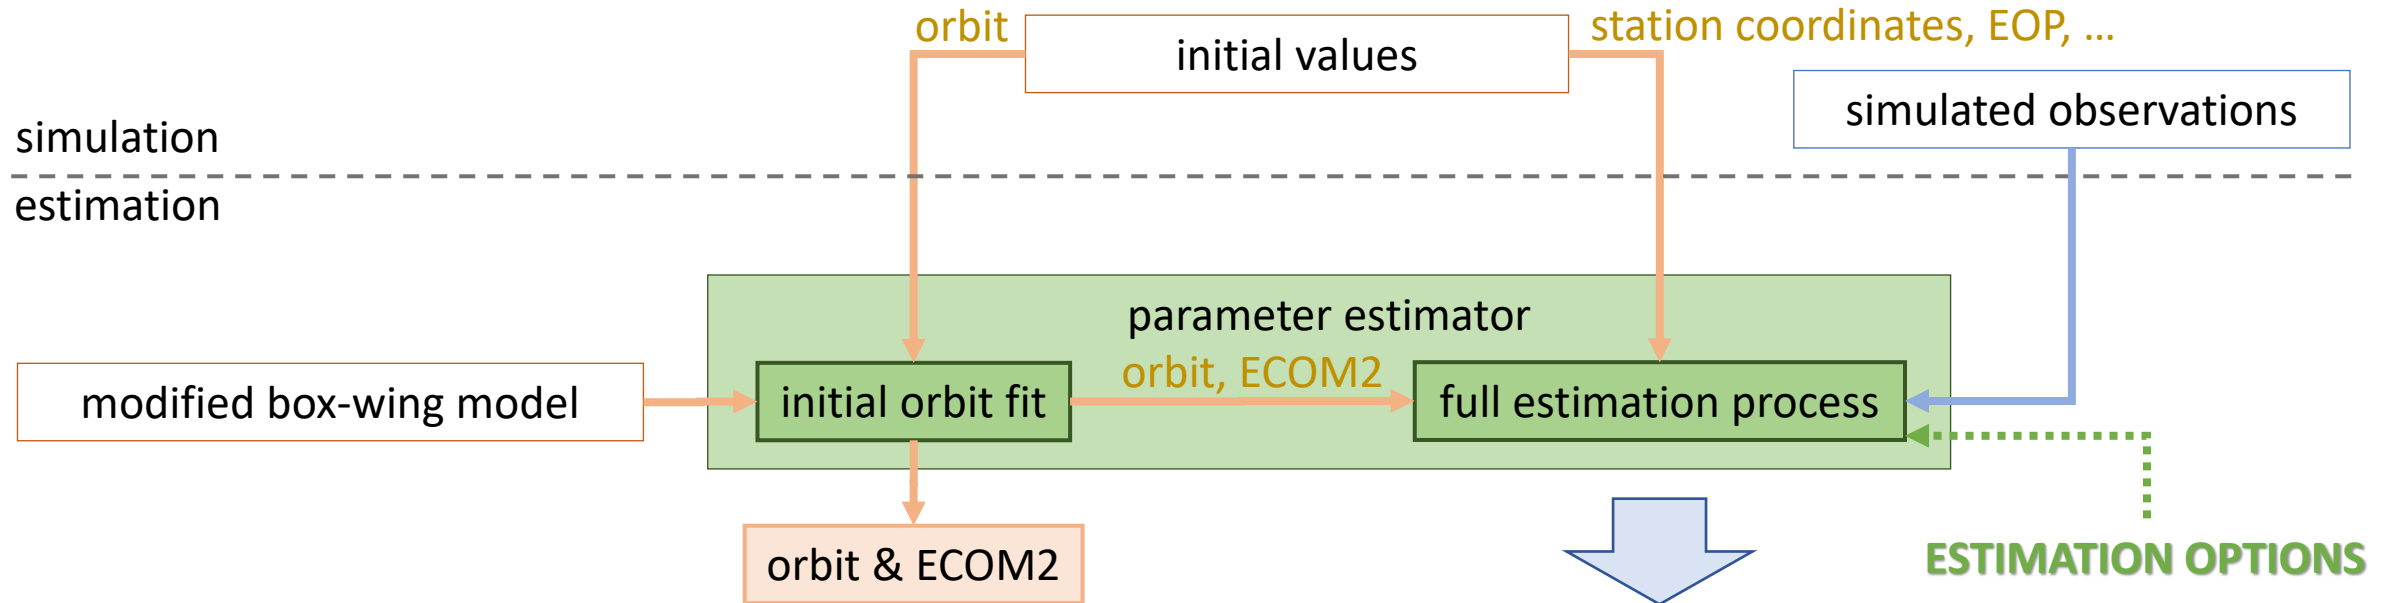 orbit
initial values
station coordinates, EOP, ...
simulated observations
simulation
estimation
parameter estimator
orbit, ECOM2
modified box-wing model
initial orbit fit
full estimation process
orbit & ECOM2
ESTIMATION OPTIONS